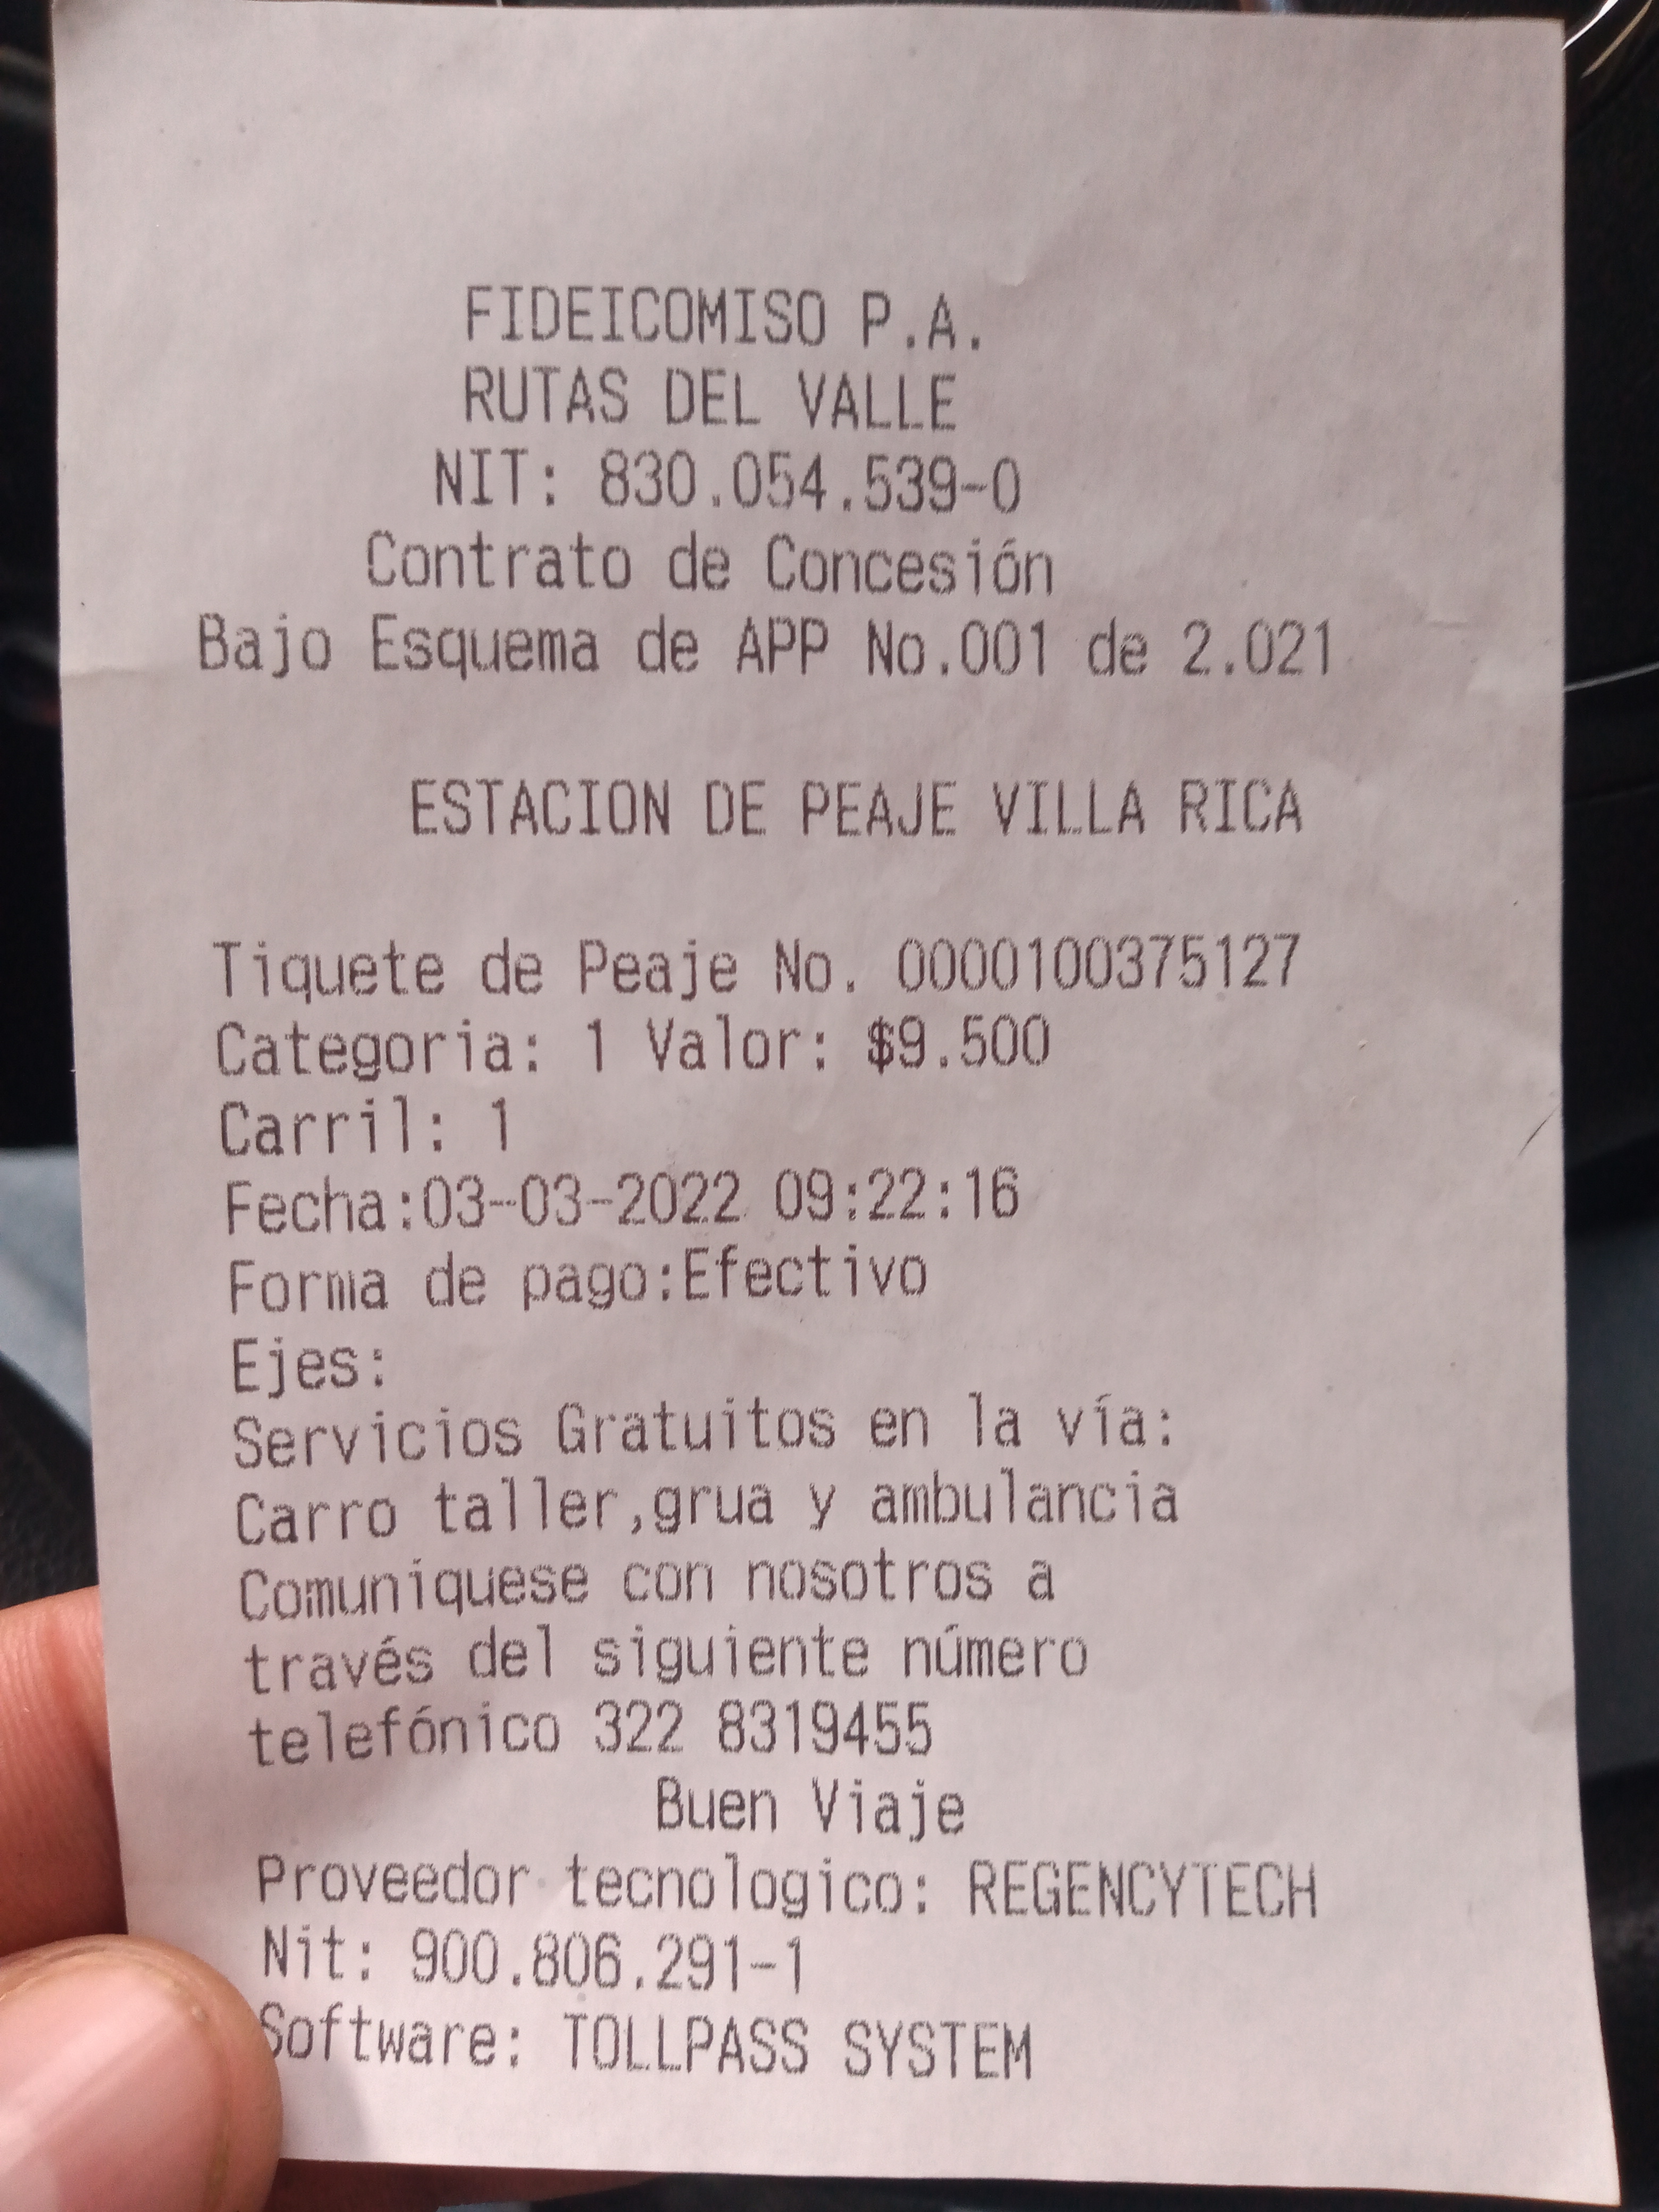 FIDEICOMISO P.A.
RUTAS DEL VALLE
NIT: 830.054.539-0
Contrato de Concesión
Bajo Esquema de APP No.001 de 2.021
ESTACION DE PEAJE VILLA RICA
Tiquete de Peaje No. 0000100375127
Categoria: 1 Valor: $9.500
Carril: 1
Fecha:03-03-2022 09:22:16
Forma de pago:Efectivo
Ejes:
Servicios Gratuitos en la vía:
Carro taller,grua y ambulancia
Comuniquese con nosotros a
través del siguiente número
telefónico 322 8319455
Buen Viaje
Proveedor tecnologico: REGENCYTECH
Nit: 900.806.291-1
Software: TOLLPASS SYSTEM